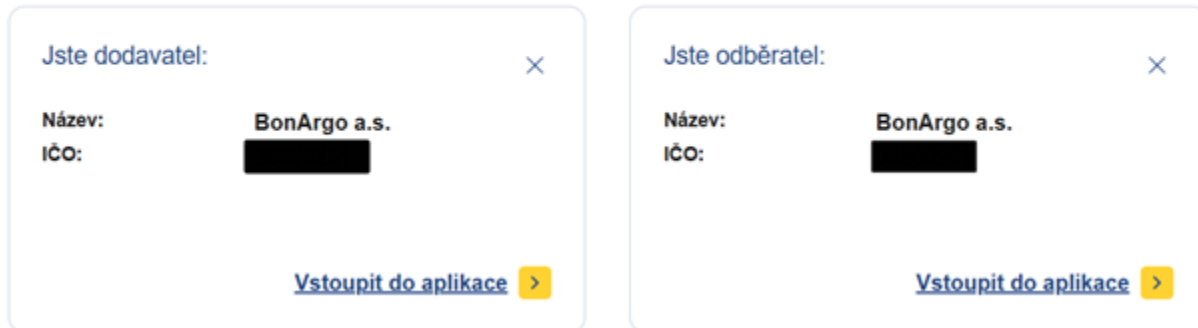 Jste dodavatel:
Název: BonArgo a.s.
IČO:
Vstoupit do aplikace
Jste odběratel:
Název: BonArgo a.s.
IČO:
Vstoupit do aplikace